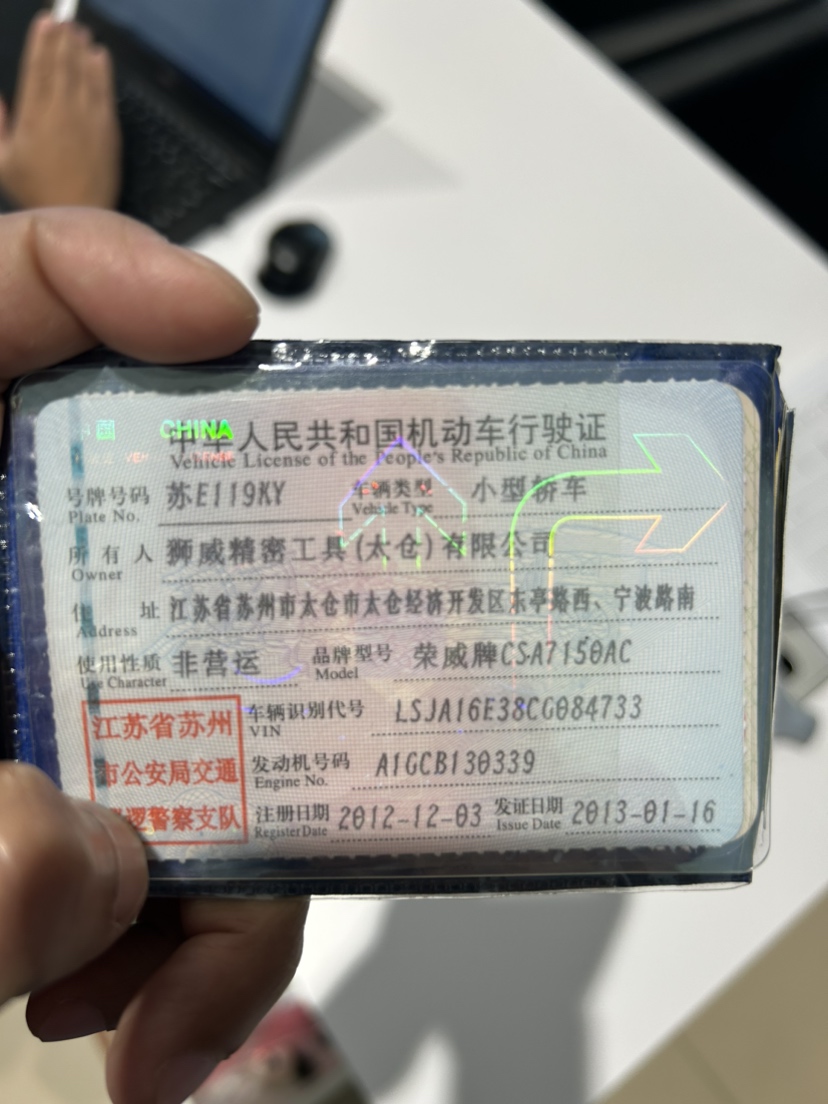 中国 CHINA
中华人民共和国机动车行驶证
Vehicle License of the People's Republic of China
号牌号码 苏E119KY 车辆类型 小型轿车
Plate No. Vehicle Type
所有人 狮威精密工具(太仓)有限公司
Owner
住址 江苏省苏州市太仓市太仓经济开发区东亭路西、宁波路南
Address
使用性质 非营运 品牌型号 荣威牌CSA7150AC
Use Character Model
江苏省苏州 车辆识别代号 LSJA16E38CG084733
VIN
市公安局交通 发动机号码 A1GCB130339
Engine No.
巡逻警察支队 注册日期 2012-12-03 发证日期 2013-01-16
Register Date Issue Date